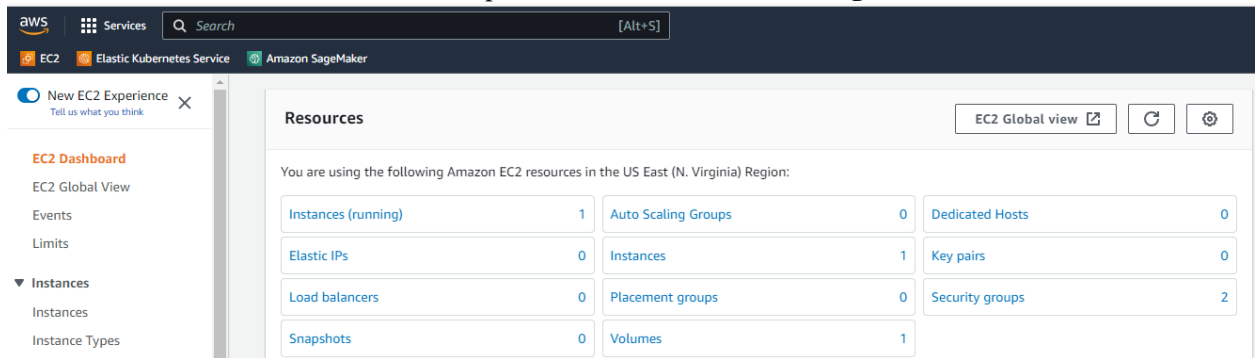 aws Services Search [Alt+S]
EC2 Elastic Kubernetes Service Amazon SageMaker
New EC2 Experience
Tell us what you think
EC2 Dashboard
EC2 Global View
Events
Limits
Instances
Instances
Instance Types
Resources
EC2 Global view
You are using the following Amazon EC2 resources in the US East (N. Virginia) Region:
Instances (running) 1 Auto Scaling Groups 0 Dedicated Hosts 0
Elastic IPs 0 Instances 1 Key pairs 0
Load balancers 0 Placement groups 0 Security groups 2
Snapshots 0 Volumes 1